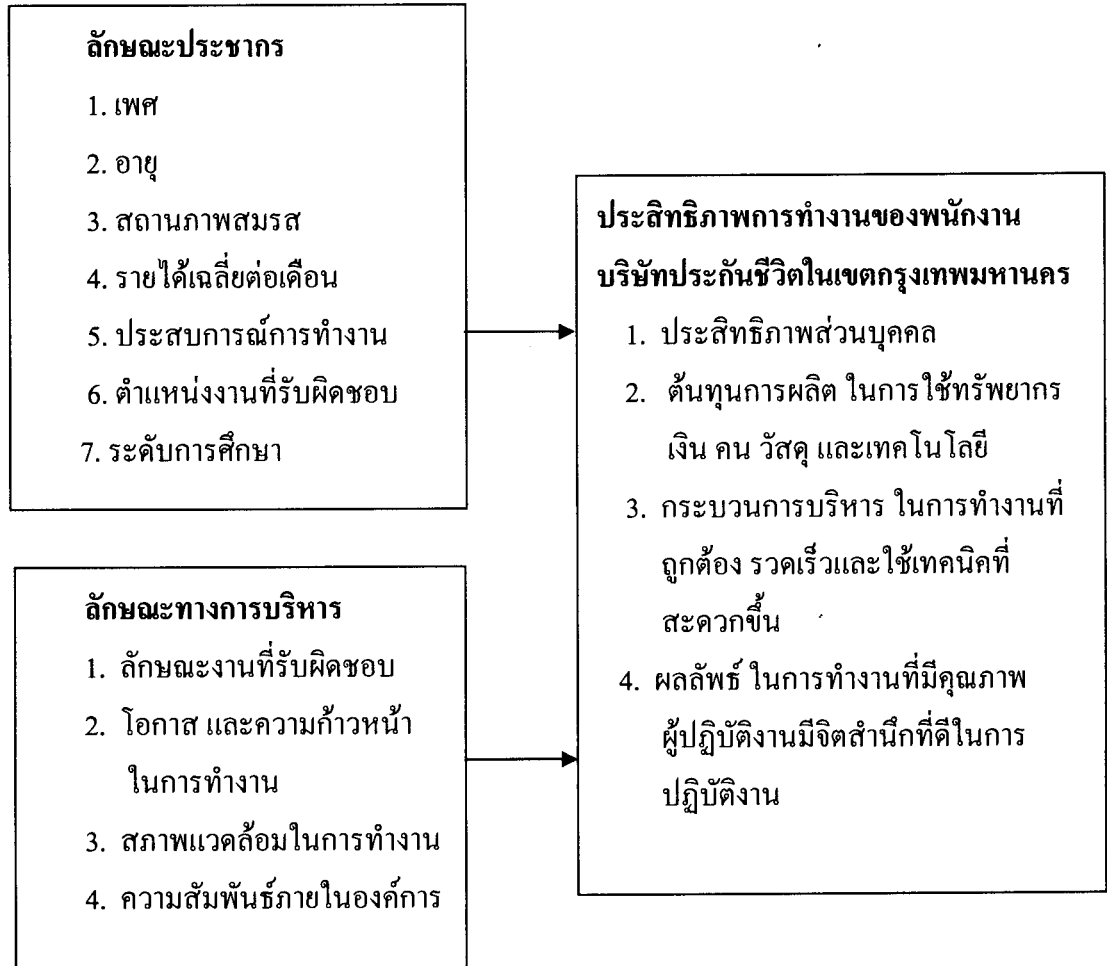 ลักษณะประชากร
1. เพศ
2. อายุ
3. สถานภาพสมรส
4. รายได้เฉลี่ยต่อเดือน
5. ประสบการณ์การทำงาน
6. ตำแหน่งงานที่รับผิดชอบ
7. ระดับการศึกษา
ลักษณะทางการบริหาร
1. ลักษณะงานที่รับผิดชอบ
2. โอกาส และความก้าวหน้า
ในการทำงาน
3. สภาพแวดล้อมในการทำงาน
4. ความสัมพันธ์ภายในองค์การ
ประสิทธิภาพการทำงานของพนักงาน
บริษัทประกันชีวิตในเขตกรุงเทพมหานคร
1. ประสิทธิภาพส่วนบุคคล
2. ต้นทุนการผลิต ในการใช้ทรัพยากร
เงิน คน วัสดุ และเทคโนโลยี
3. กระบวนการบริหาร ในการทำงานที่
ถูกต้อง รวดเร็วและใช้เทคนิคที่
สะดวกขึ้น
4. ผลลัพธ์ ในการทำงานที่มีคุณภาพ
ผู้ปฏิบัติงานมีจิตสำนึกที่ดีในการ
ปฏิบัติงาน